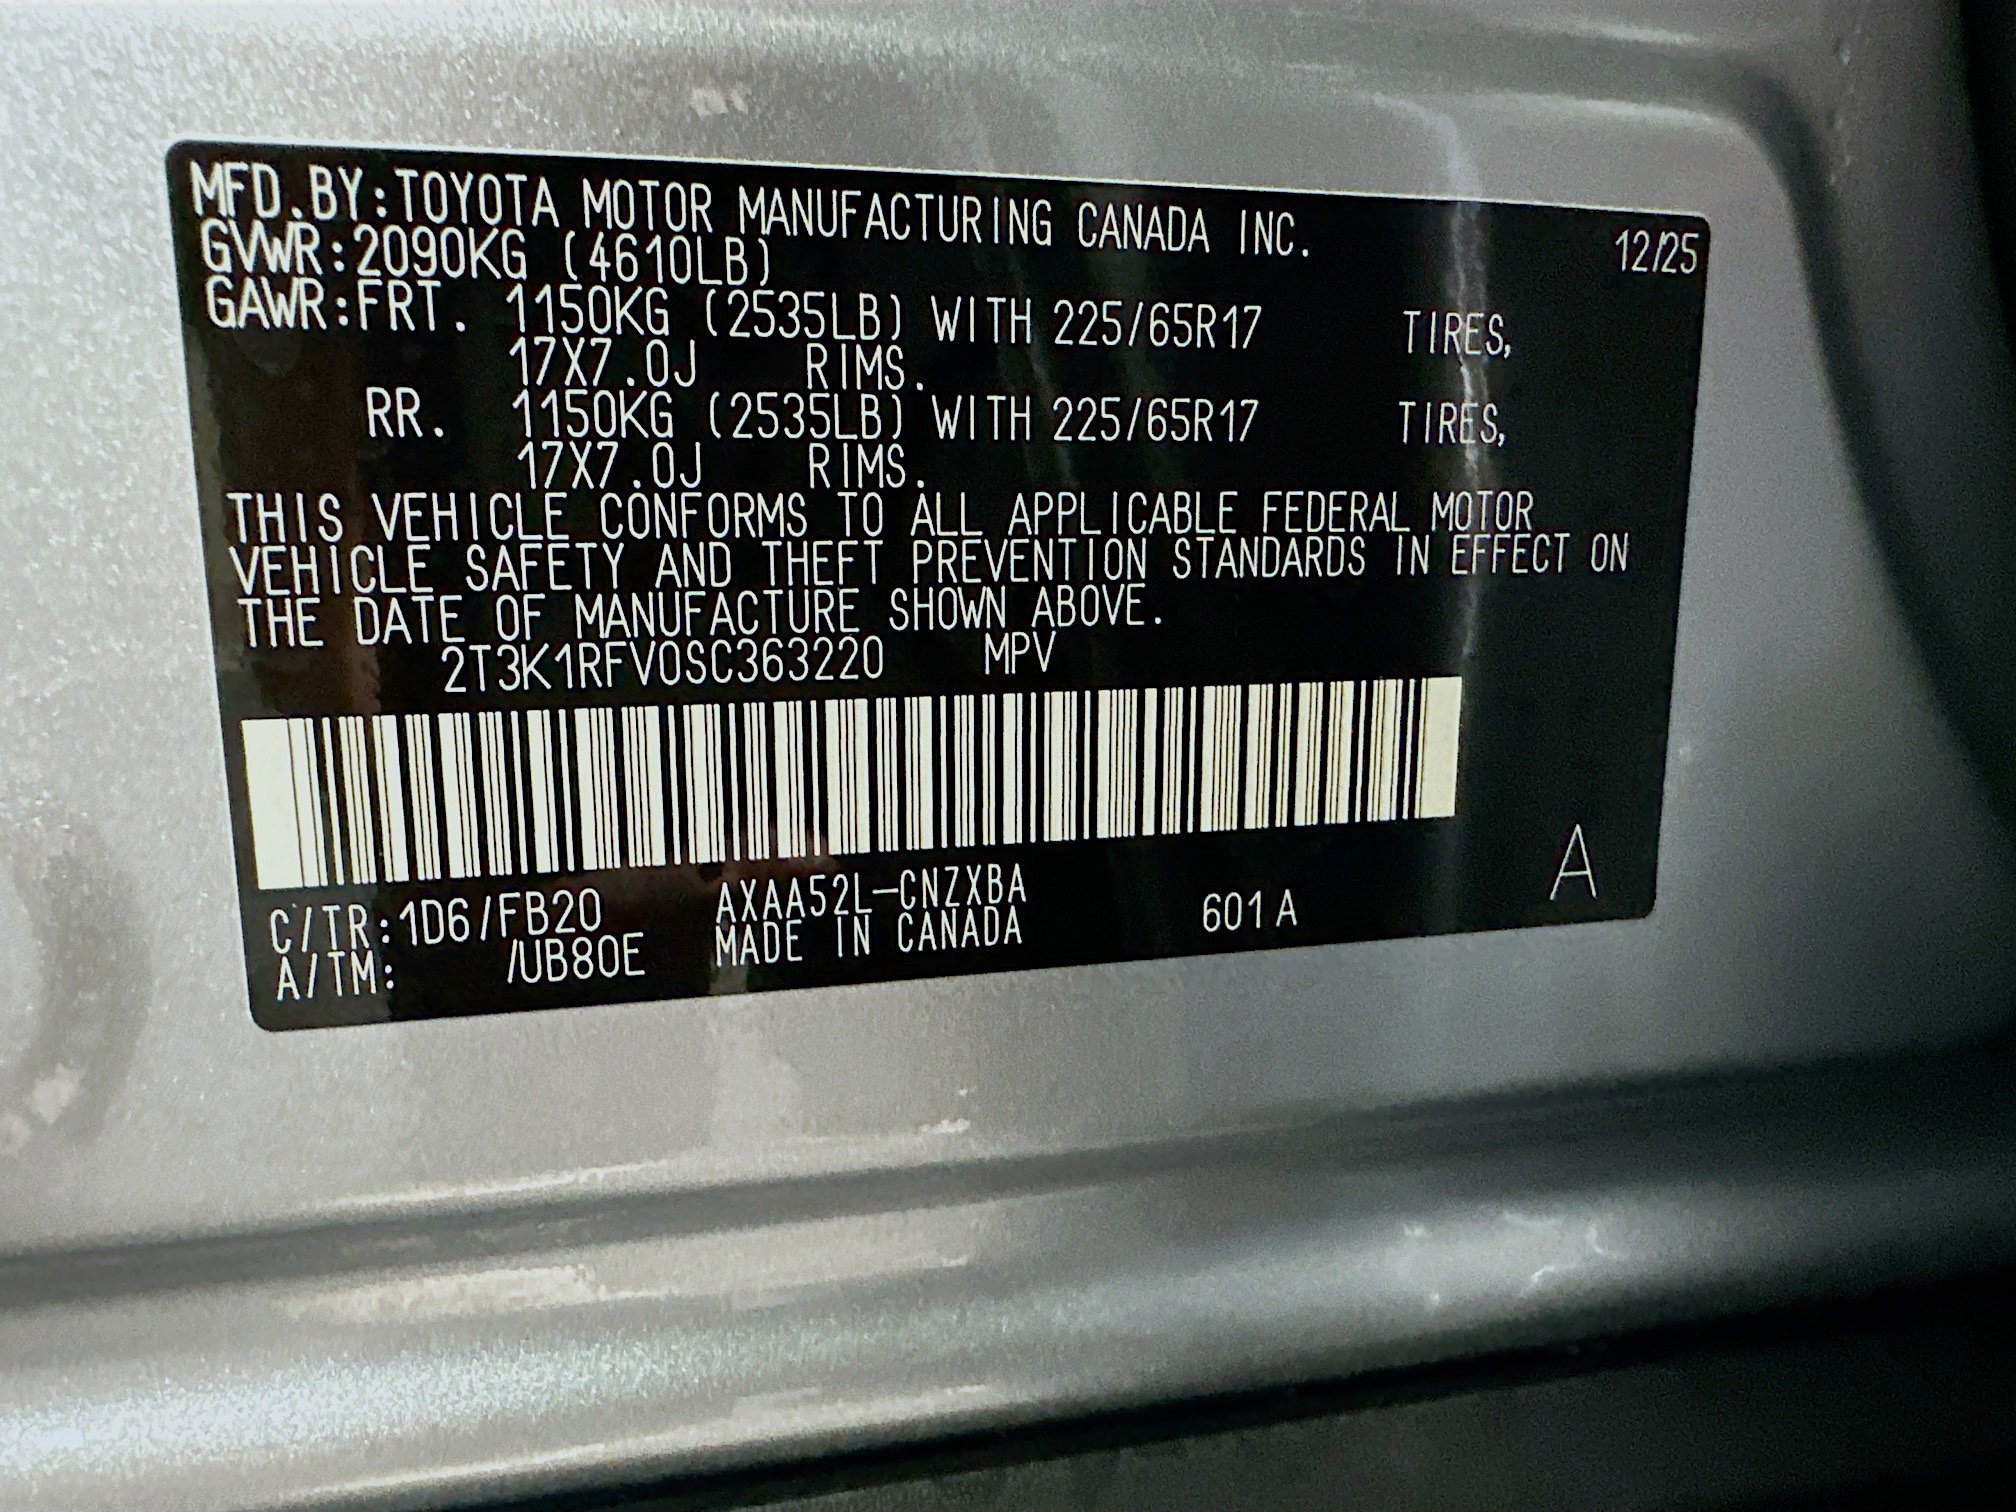 MFD.BY:TOYOTA MOTOR MANUFACTURING CANADA INC. 12/25
GVWR:2090KG (4610LB)
GAWR:FRT. 1150KG (2535LB) WITH 225/65R17 TIRES,
17X7.0J RIMS.
RR. 1150KG (2535LB) WITH 225/65R17 TIRES,
17X7.0J RIMS.
THIS VEHICLE CONFORMS TO ALL APPLICABLE FEDERAL MOTOR
VEHICLE SAFETY AND THEFT PREVENTION STANDARDS IN EFFECT ON
THE DATE OF MANUFACTURE SHOWN ABOVE.
2T3K1RFV0SC363220 MPV
C/TR:1D6/FB20 AXAA52L-CNZXBA 601A A
A/TM: /UB80E MADE IN CANADA